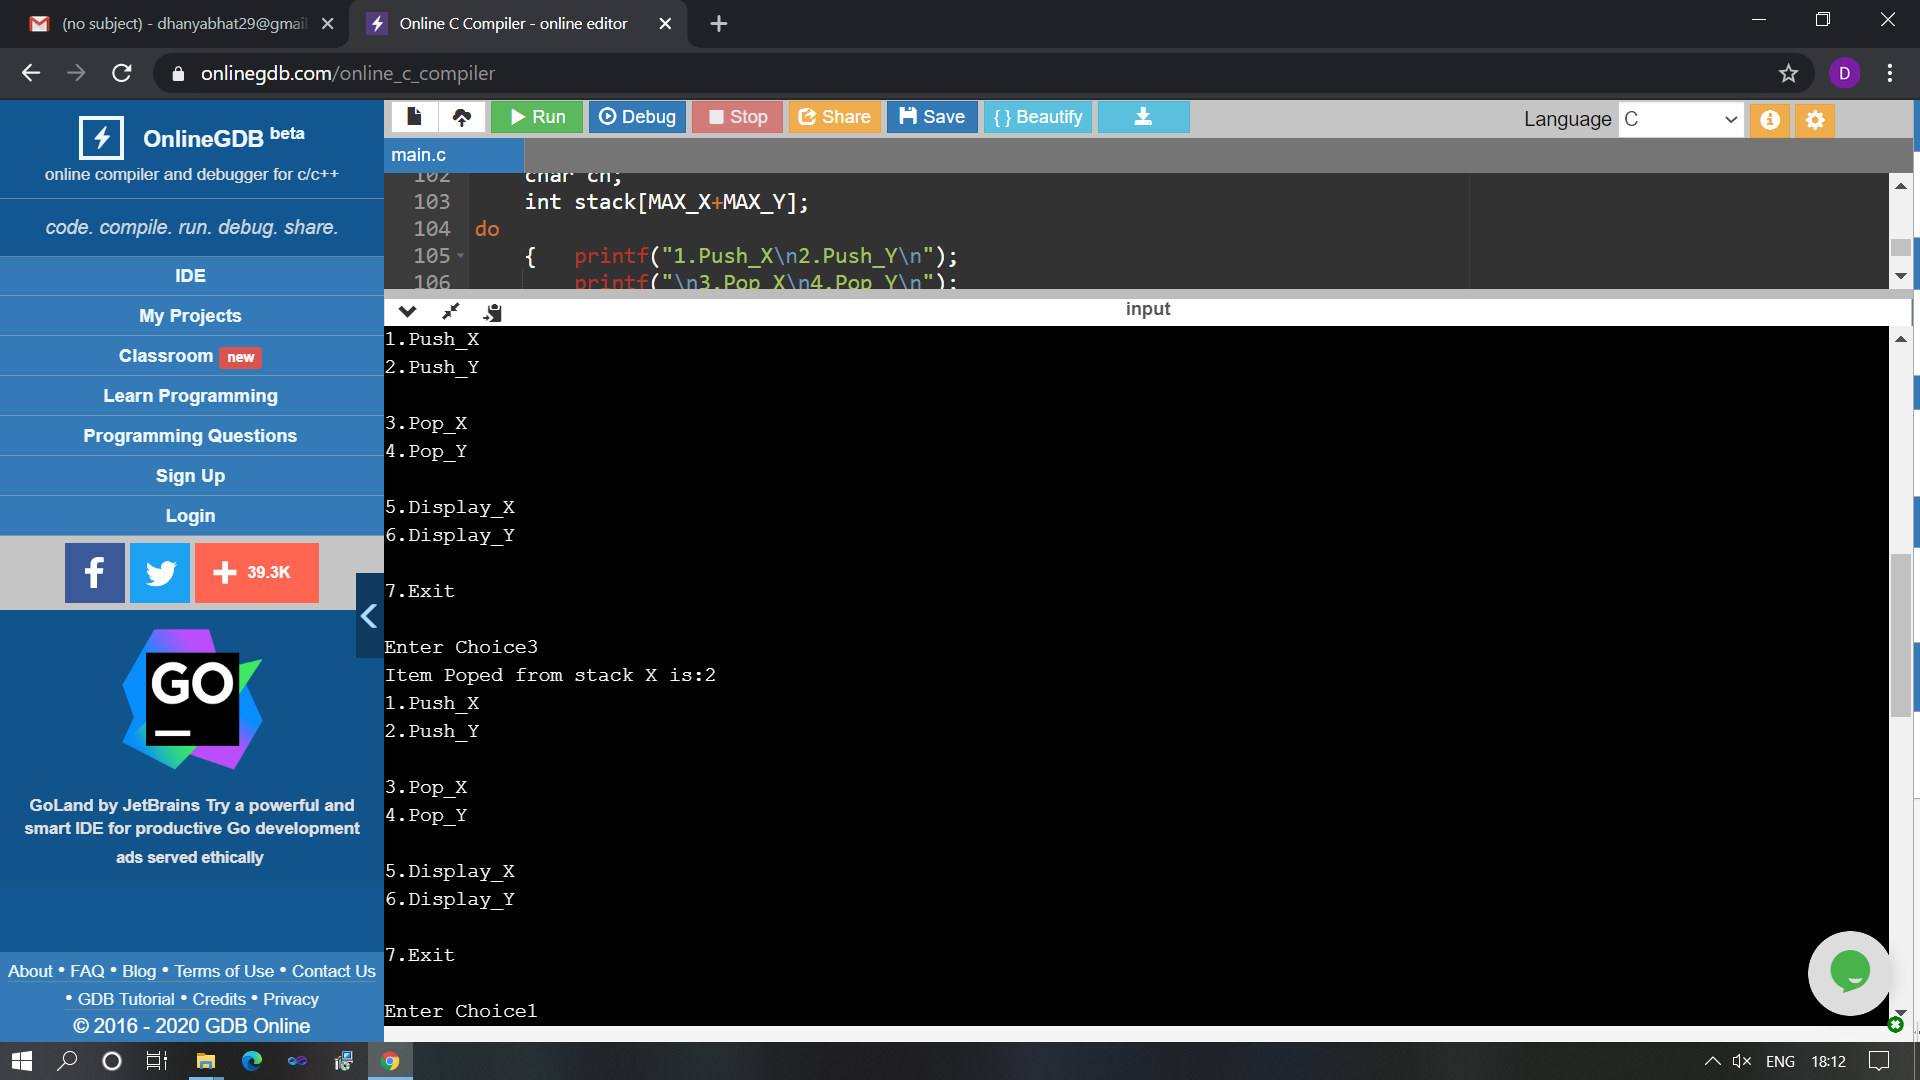 (no subject) - dhanyabhat29@gmai
Online C Compiler - online editor
onlinegdb.com/online_c_compiler
D
OnlineGDB beta
online compiler and debugger for c/c++
code. compile. run. debug. share.
IDE
My Projects
Classroom new
Learn Programming
Programming Questions
Sign Up
Login
39.3K
GO
GoLand by JetBrains Try a powerful and
smart IDE for productive Go development
ads served ethically
About • FAQ • Blog • Terms of Use • Contact Us
• GDB Tutorial • Credits • Privacy
© 2016 - 2020 GDB Online
Run
Debug
Stop
Share
Save
{ } Beautify
Language C
main.c
102 char ch;
103 int stack[MAX_X+MAX_Y];
104 do
105 { printf("1.Push_X\n2.Push_Y\n");
106 printf("\n3.Pop_X\n4.Pop_Y\n");
input
1.Push_X
2.Push_Y
3.Pop_X
4.Pop_Y
5.Display_X
6.Display_Y
7.Exit
Enter Choice3
Item Poped from stack X is:2
1.Push_X
2.Push_Y
3.Pop_X
4.Pop_Y
5.Display_X
6.Display_Y
7.Exit
Enter Choice1
ENG
18:12